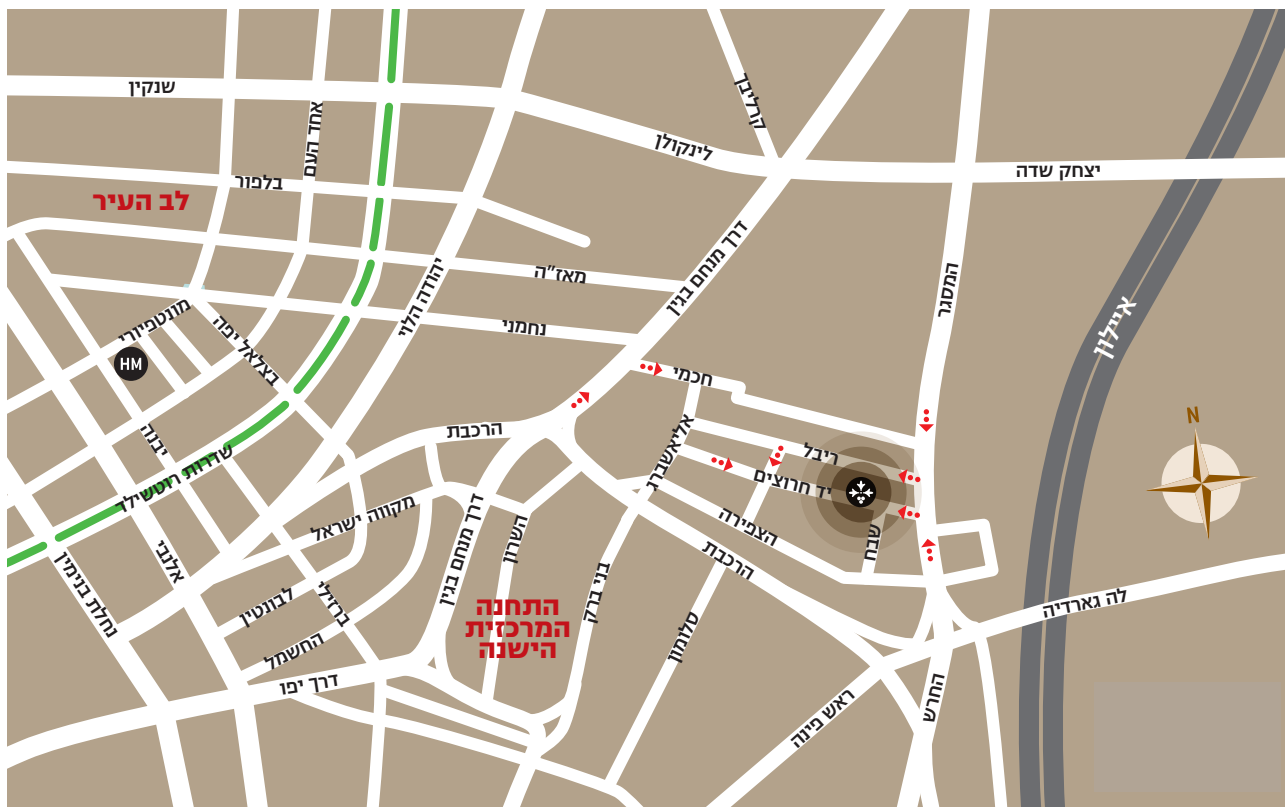 שנקין
אחד העם
קרליבך
לינקולן
יצחק שדה
בלפור
לב העיר
דרך מנחם בגין
מאז"ה
יהודה הלוי
המסגר
איילון
מונטפיורי
נחמני
בצלאל יפה
HM
חכמי
N
אליאשברג
הרכבת
ריבל
יבנה
שדרות רוטשילד
יד חרוצים
מקווה ישראל
דרך מנחם בגין
השרון
הצפירה
שבח
הרכבת
נחלת בנימין
אלנבי
לבונטין
ברזילי
בני ברק
סלומון
לה גארדיה
התחנה
המרכזית
הישנה
החשמל
דרך יפו
ראש פינה
החרש